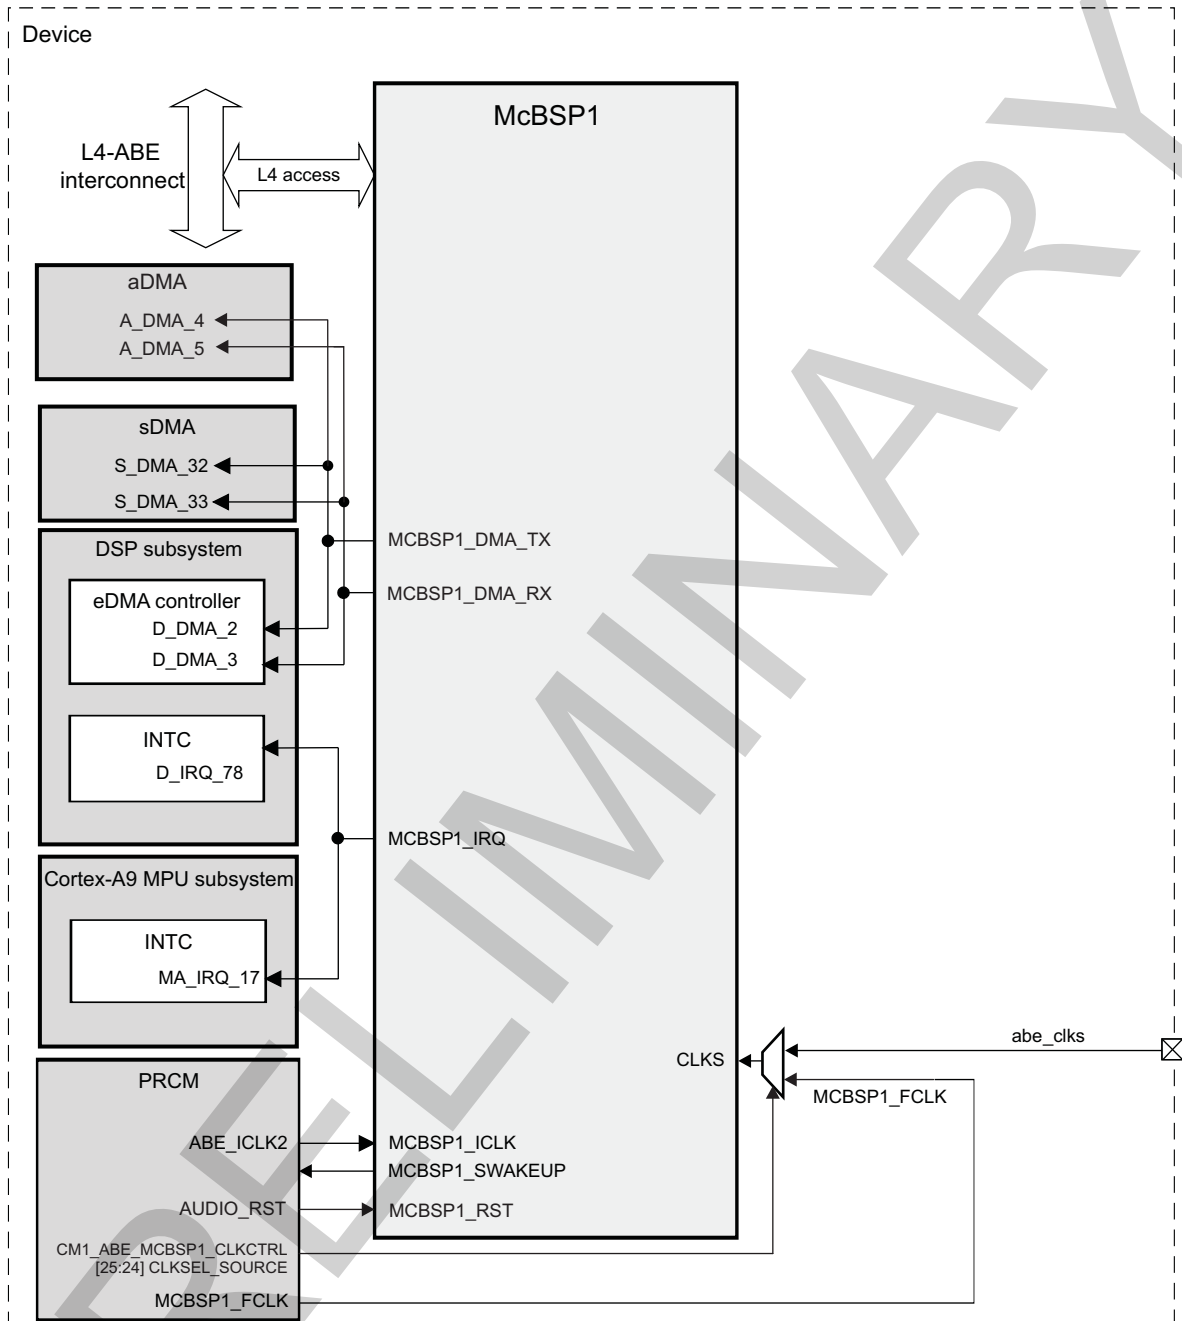 Device
McBSP1
L4-ABE
interconnect
L4 access
aDMA
A_DMA_4
A_DMA_5
sDMA
S_DMA_32
S_DMA_33
DSP subsystem
MCBSP1_DMA_TX
eDMA controller
MCBSP1_DMA_RX
D_DMA_2
D_DMA_3
INTC
D_IRQ_78
MCBSP1_IRQ
Cortex-A9 MPU subsystem
INTC
MA_IRQ_17
abe_clks
CLKS
PRCM
MCBSP1_FCLK
ABE_ICLK2
MCBSP1_ICLK
MCBSP1_SWAKEUP
AUDIO_RST
MCBSP1_RST
CM1_ABE_MCBSP1_CLKCTRL
[25:24] CLKSEL_SOURCE
MCBSP1_FCLK
PRELIMINARY